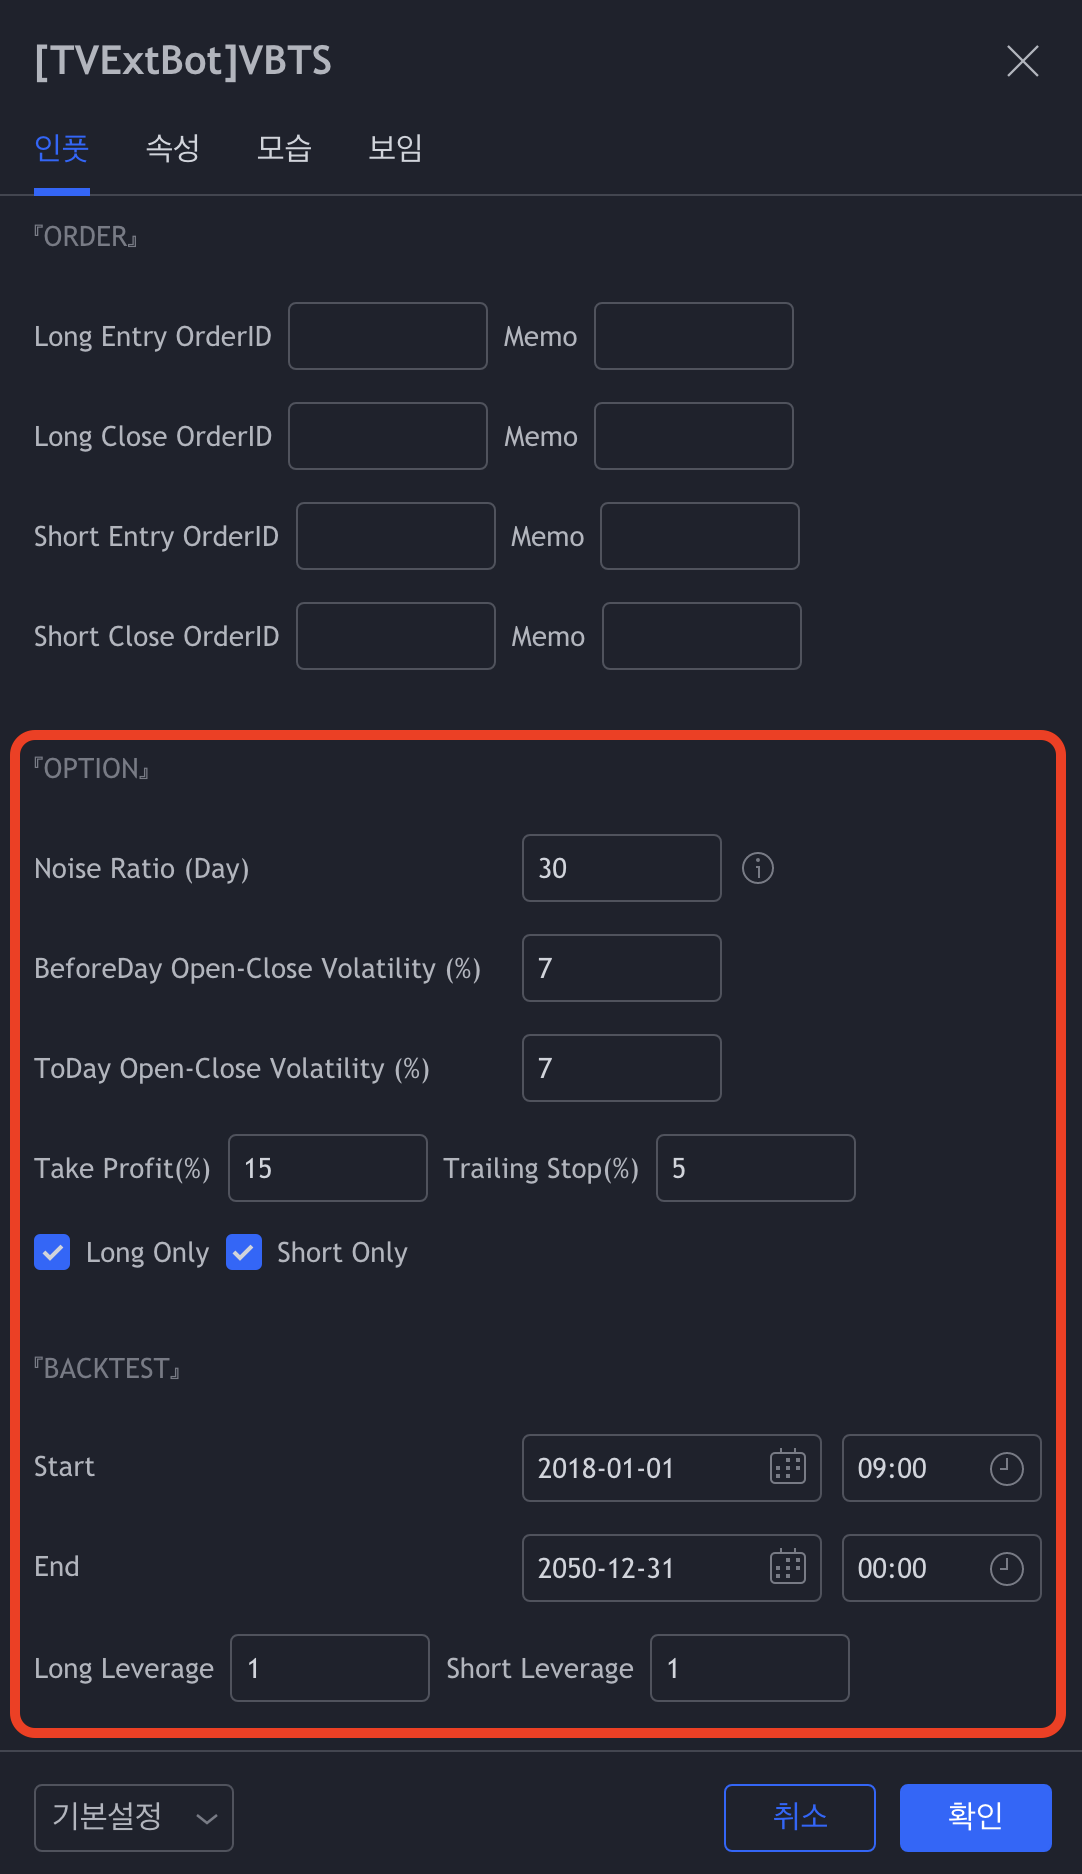 [TVExtBot]VBTS
인풋 속성 모습 보임
『ORDER』
Long Entry OrderID Memo
Long Close OrderID Memo
Short Entry OrderID Memo
Short Close OrderID Memo
『OPTION』
Noise Ratio (Day) 30
BeforeDay Open-Close Volatility (%) 7
ToDay Open-Close Volatility (%) 7
Take Profit(%) 15 Trailing Stop(%) 5
Long Only Short Only
『BACKTEST』
Start 2018-01-01 09:00
End 2050-12-31 00:00
Long Leverage 1 Short Leverage 1
기본설정 취소 확인